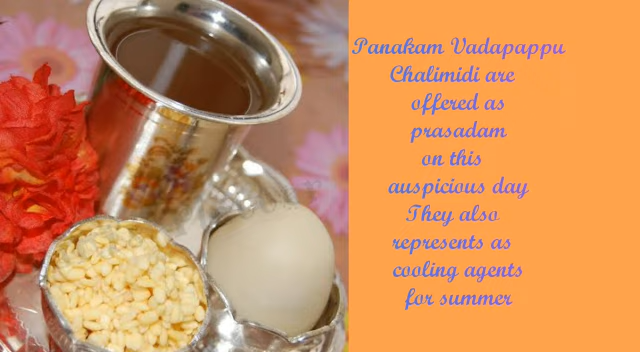 Panakam Vadapappu
Chalimidi are
offered as
prasadam
on this
auspicious day
They also
represents as
cooling agents
for summer